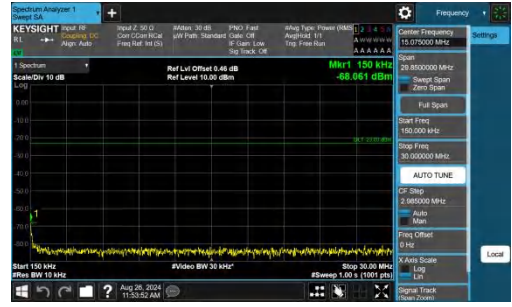 Spectrum Analyzer 1
Swept SA
Frequency
KEYSIGHT
Input: RF
Coupling: DC
Align: Auto
Input Z: 50 Ω
Corr CCorr RCal
Freq Ref: Int (S)
#Atten: 30 dB
µW Path: Standard
PNO: Fast
Gate: Off
IF Gain: Low
Sig Track: Off
#Avg Type: Power (RMS
Avg|Hold: 1/1
Trig: Free Run
1 2 3 4 5 6
A W W W W W
A A A A A A
Center Frequency
15.075000 MHz
Settings
Span
29.8500000 MHz
Swept Span
Zero Span
Full Span
Start Freq
150.000 kHz
Stop Freq
30.000000 MHz
AUTO TUNE
CF Step
2.985000 MHz
Auto
Man
Freq Offset
0 Hz
X Axis Scale
Log
Lin
Signal Track
(Span Zoom)
Local
1 Spectrum
Scale/Div 10 dB
Log
Ref Lvl Offset 0.46 dB
Ref Level 10.00 dBm
Mkr1 150 kHz
-68.061 dBm
0.00
-10.0
-20.0
-30.0
-40.0
-50.0
-60.0
-70.0
-80.0
1
Start 150 kHz
#Res BW 10 kHz
#Video BW 30 kHz*
Stop 30.00 MHz
#Sweep 1.00 s (1001 pts)
Aug 26, 2024
11:53:52 AM